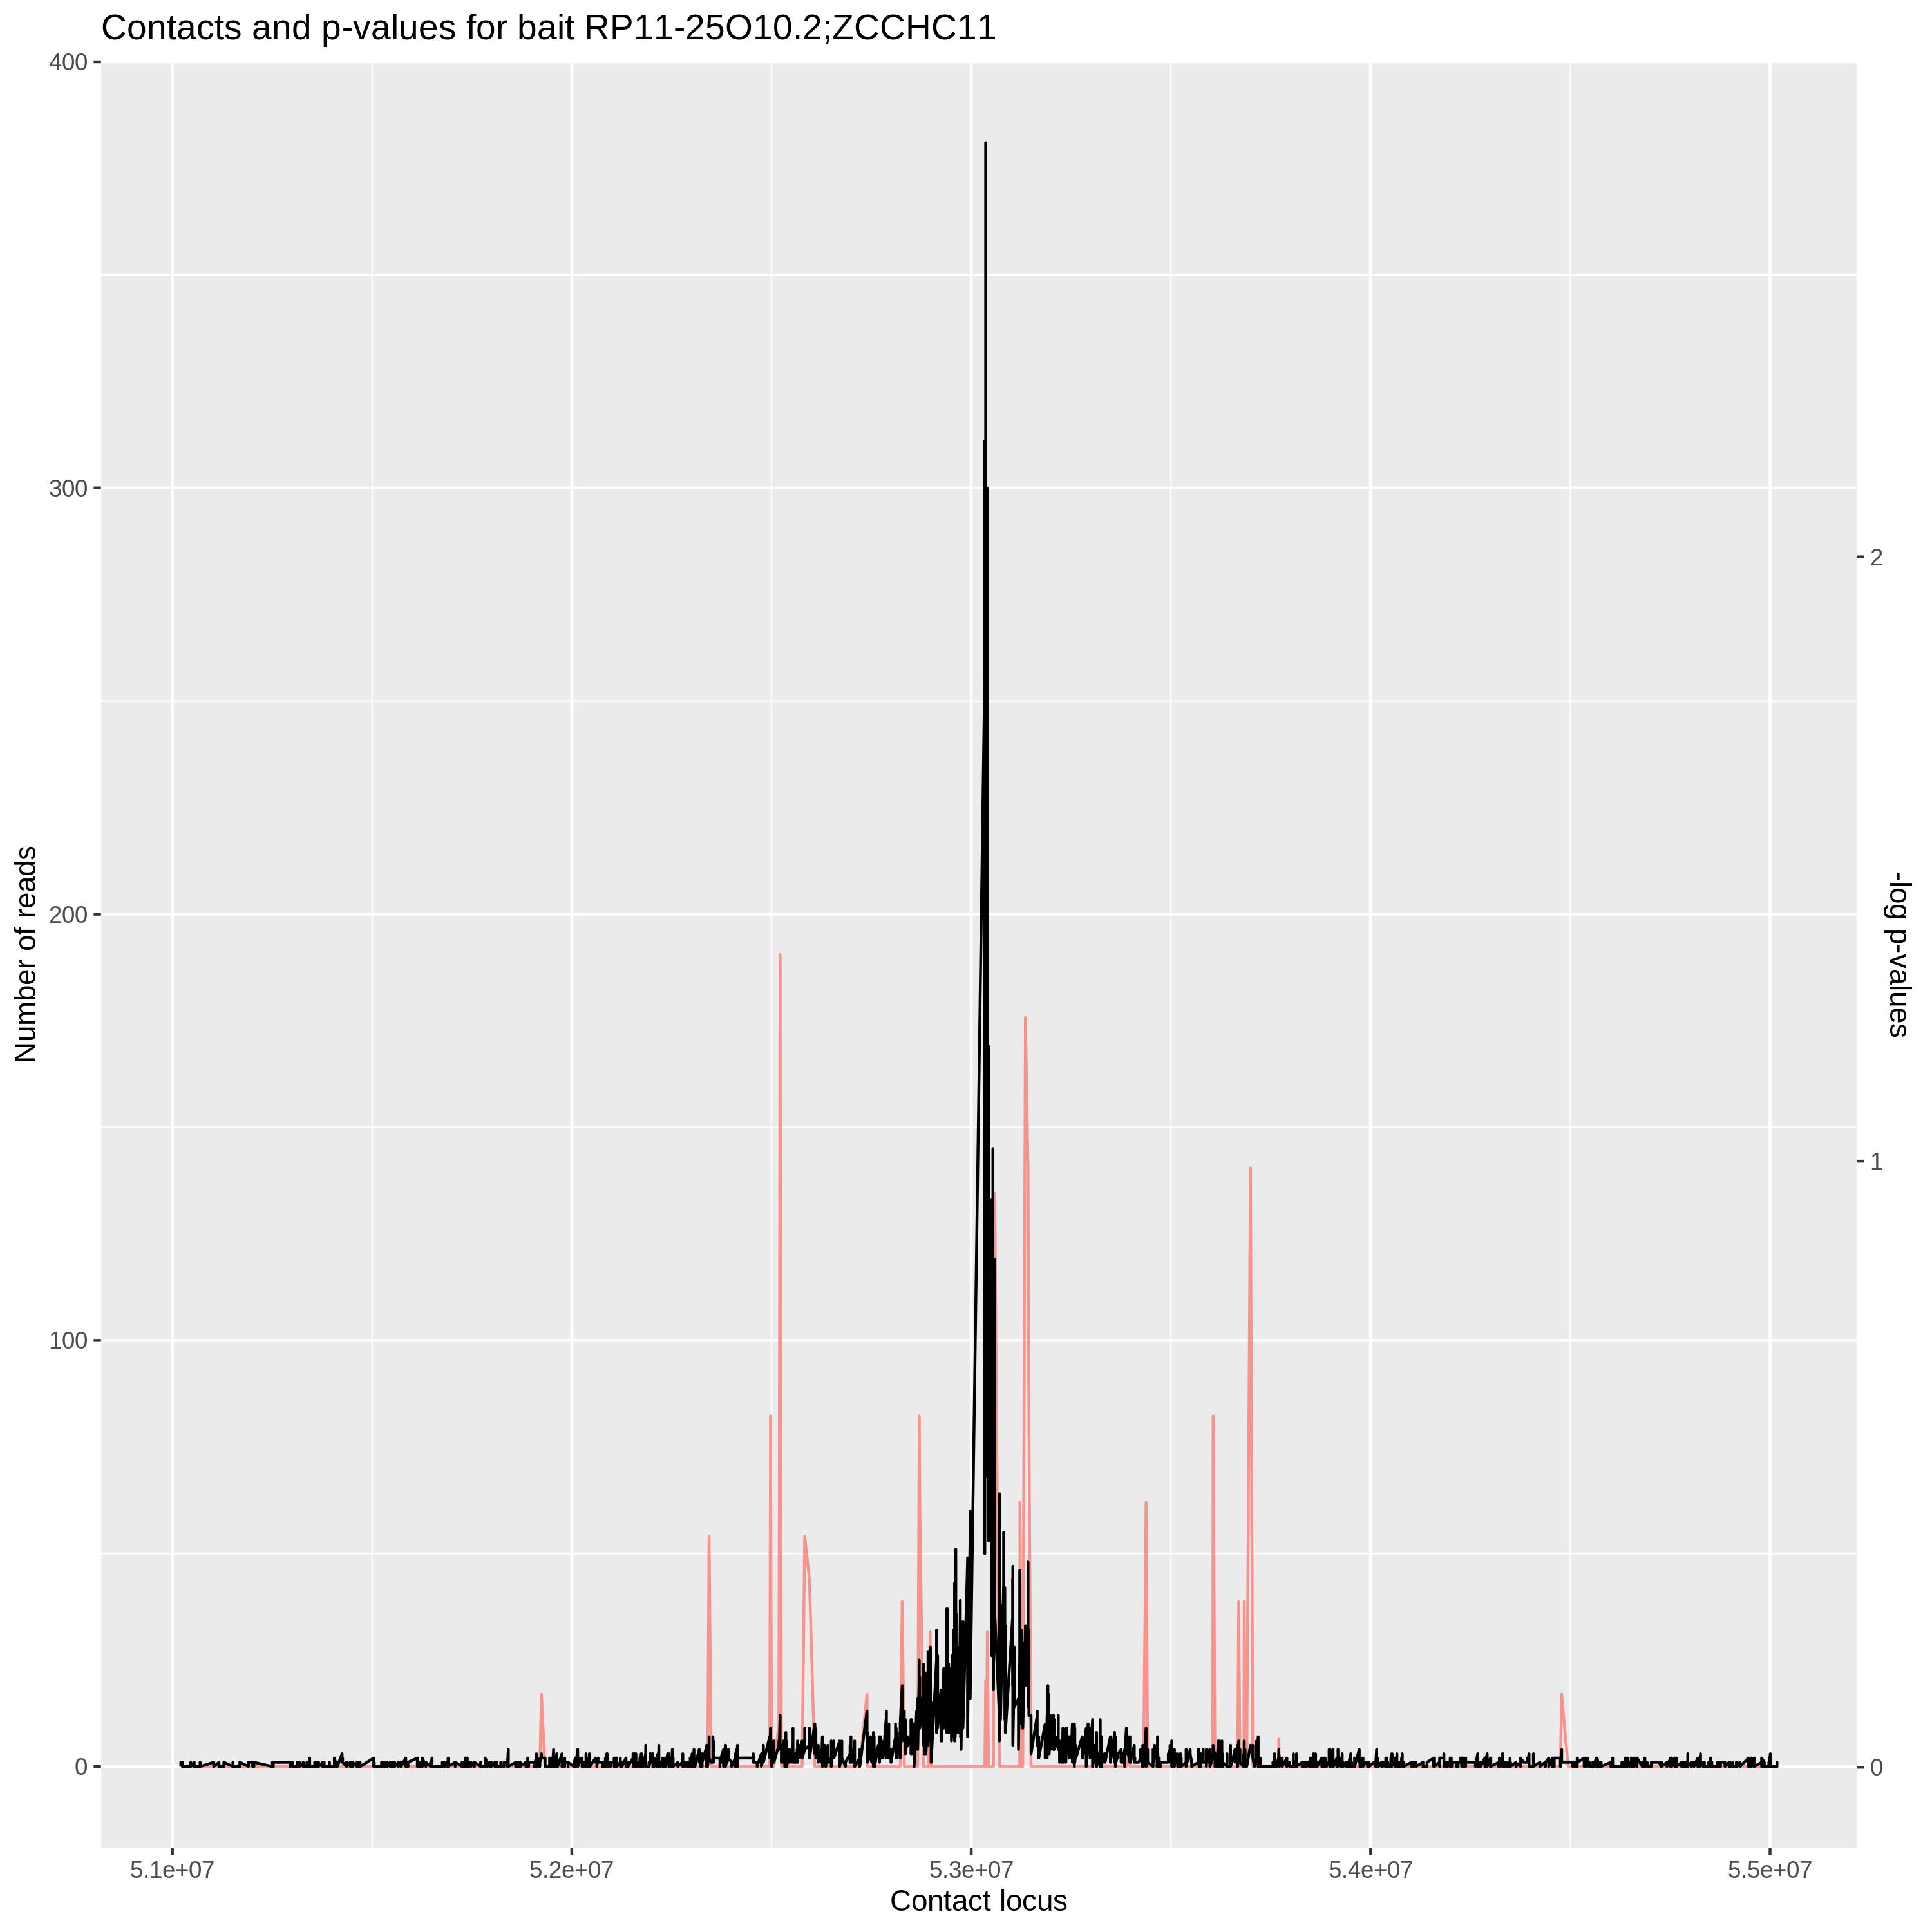 Contacts and p-values for bait RP11-25O10.2;ZCCHC11
400
300
200
100
0
Number of reads
2
1
0
-log p-values
5.1e+07
5.2e+07
5.3e+07
5.4e+07
5.5e+07
Contact locus